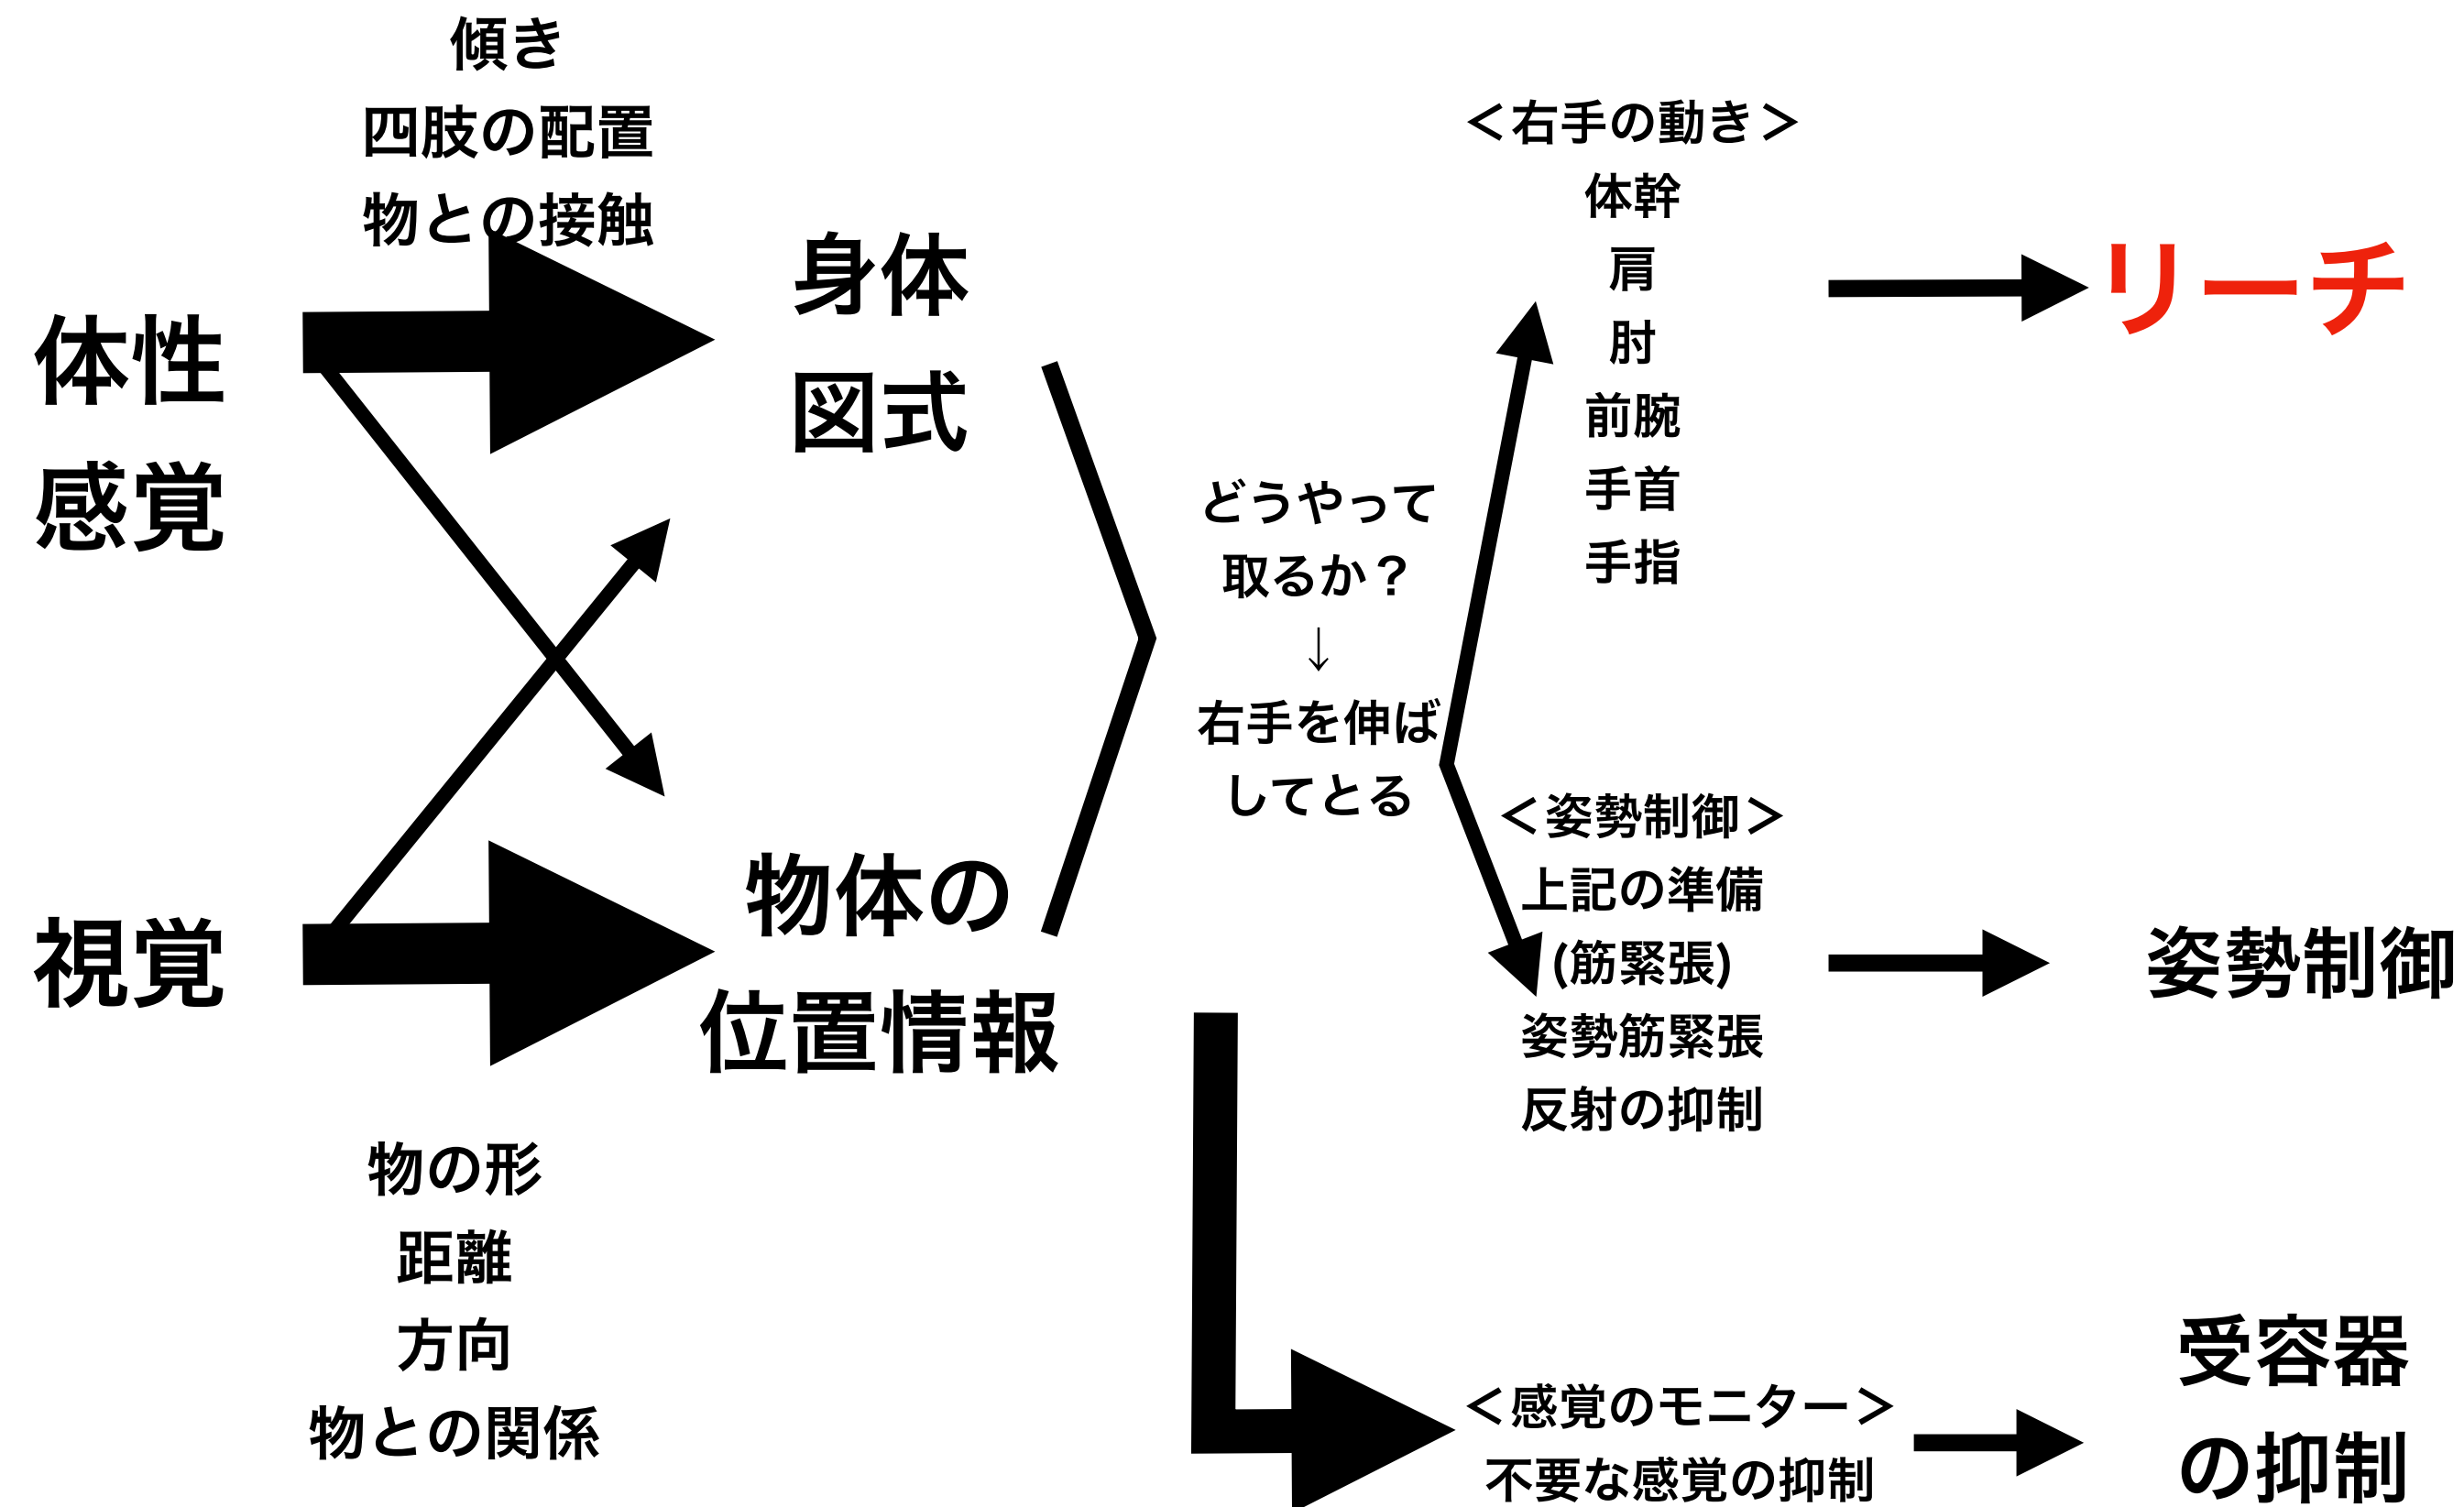 傾き
四肢の配置
物との接触
体性
感覚
身体
図式
視覚
物体の
位置情報
物の形
距離
方向
物との関係
どうやって
取るか？
↓
右手を伸ば
してとる
＜右手の動き＞
体幹
肩
肘
前腕
手首
手指
リーチ
＜姿勢制御＞
上記の準備
(筋緊張)
姿勢筋緊長
反射の抑制
姿勢制御
＜感覚のモニター＞
不要な感覚の抑制
受容器
の抑制